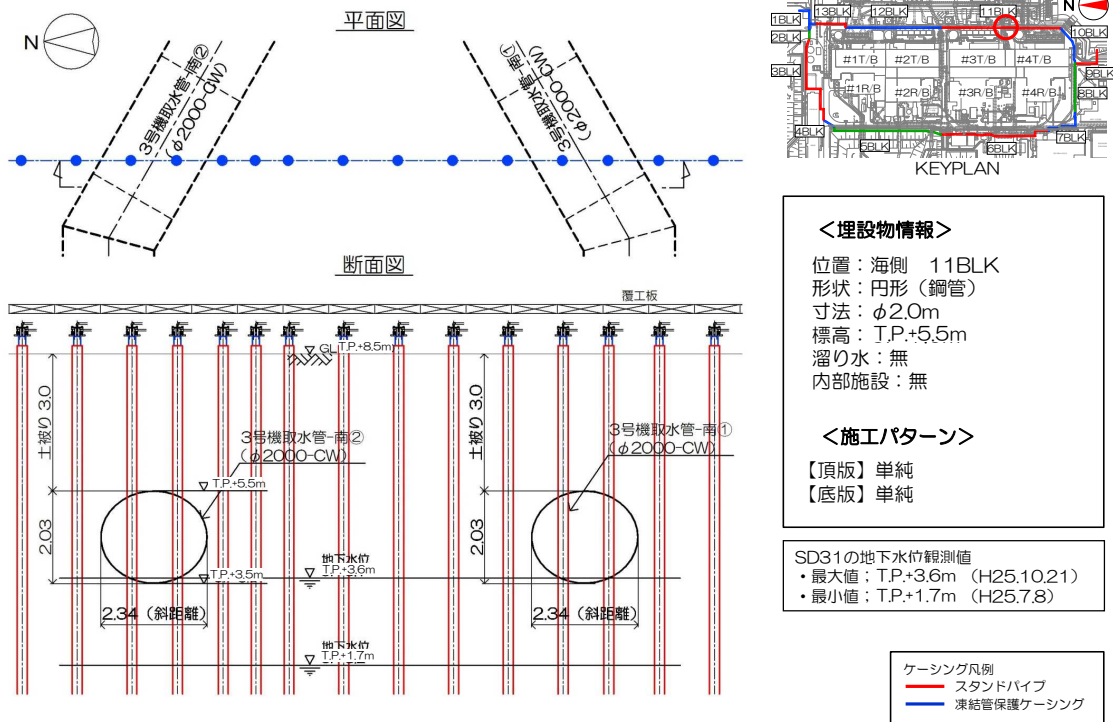 平面図
N
3号機取水管-南②
(φ2000-CW)
3号機取水管-南①
(φ2000-CW)
断面図
覆工板
GL(T.P.+8.5m)
土被り 3.0
土被り 3.0
3号機取水管-南②
(φ2000-CW)
3号機取水管-南①
(φ2000-CW)
T.P.+5.5m
2.03
2.03
地下水位
T.P.+3.6m
T.P.+3.5m
2.34(斜距離)
2.34(斜距離)
地下水位
T.P.+1.7m
N
1BLK
13BLK
12BLK
11BLK
10BLK
2BLK
3BLK
#1T/B
#2T/B
#3T/B
#4T/B
9BLK
#1R/B
#2R/B
#3R/B
#4R/B
8BLK
4BLK
5BLK
6BLK
7BLK
KEYPLAN
<埋設物情報>
位置:海側 11BLK
形状:円形(鋼管)
寸法:φ2.0m
標高:T.P.+5.5m
溜り水:無
内部施設:無
<施工パターン>
【頂版】単純
【底版】単純
SD31の地下水位観測値
・最大値;T.P.+3.6m (H25.10.21)
・最小値;T.P.+1.7m (H25.7.8)
ケーシング凡例
スタンドパイプ
凍結管保護ケーシング